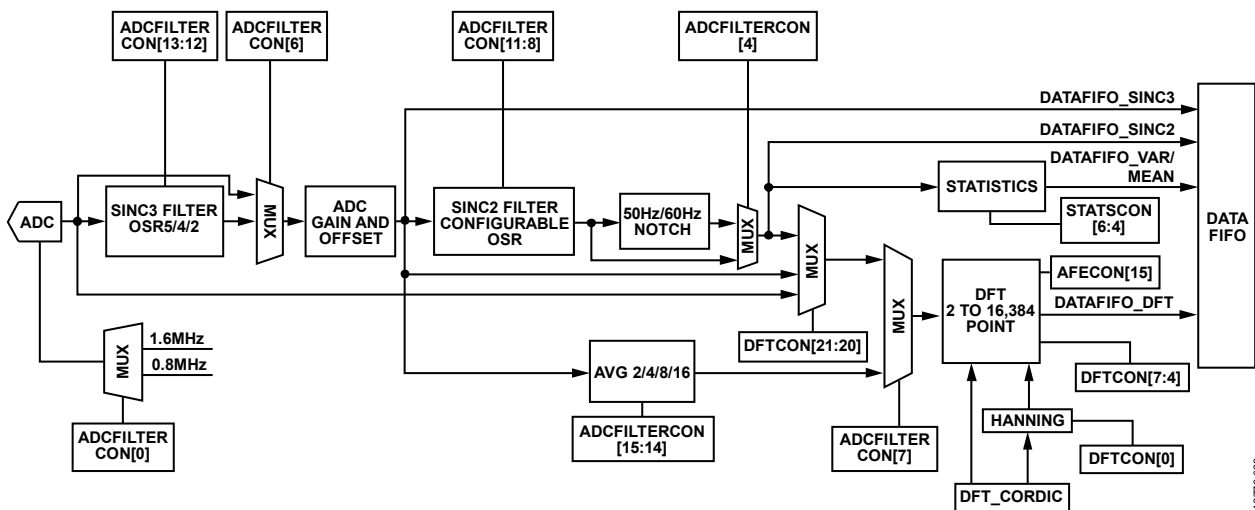 ADCFILTER
CON[13:12]
ADCFILTER
CON[6]
ADCFILTER
CON[11:8]
ADCFILTERCON
[4]
DATAFIFO_SINC3
DATAFIFO_SINC2
DATAFIFO_VAR/
MEAN
ADC
SINC3 FILTER
OSR5/4/2
MUX
ADC
GAIN AND
OFFSET
SINC2 FILTER
CONFIGURABLE
OSR
50Hz/60Hz
NOTCH
MUX
STATISTICS
STATSCON
[6:4]
DATA
FIFO
MUX
MUX
DFT
2 TO 16,384
POINT
AFECON[15]
DATAFIFO_DFT
DFTCON[21:20]
DFTCON[7:4]
MUX
1.6MHz
0.8MHz
AVG 2/4/8/16
ADCFILTERCON
[15:14]
ADCFILTER
CON[0]
ADCFILTER
CON[7]
HANNING
DFTCON[0]
DFT_CORDIC